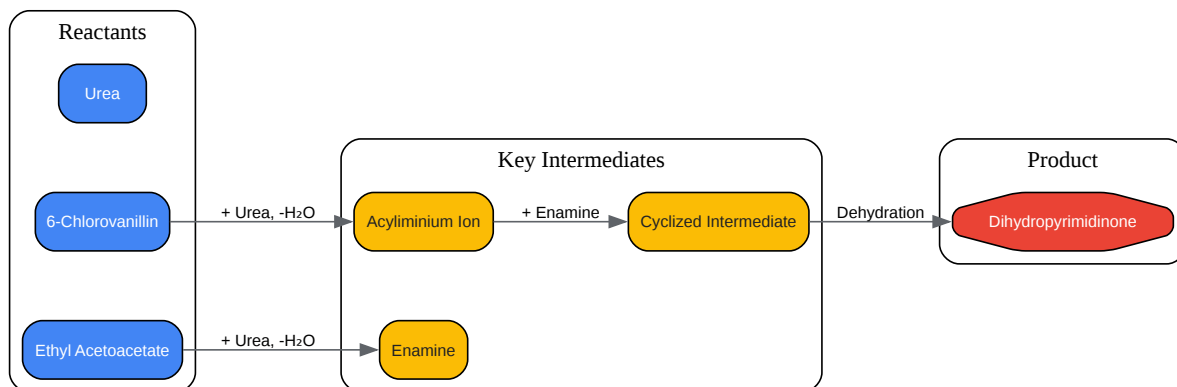 Reactants
Urea
6-Chlorovanillin
Ethyl Acetoacetate
+ Urea, -H₂O
+ Urea, -H₂O
Key Intermediates
Acyliminium Ion
+ Enamine
Cyclized Intermediate
Enamine
Dehydration
Product
Dihydropyrimidinone